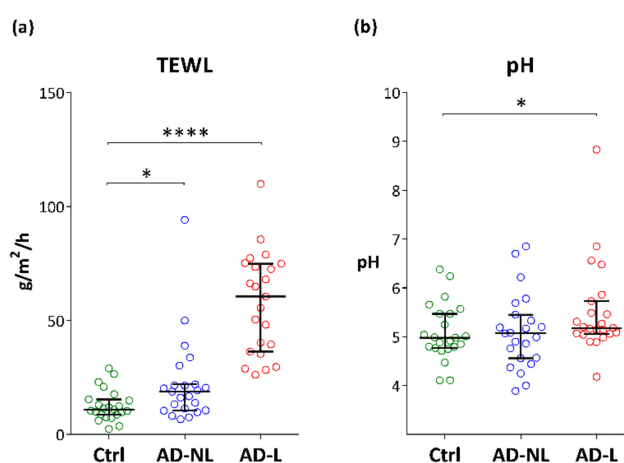 (a)
TEWL
g/m²/h
150
100
50
0
****
*
Ctrl AD-NL AD-L
(b)
pH
pH
10
9
8
7
6
5
4
*
Ctrl AD-NL AD-L